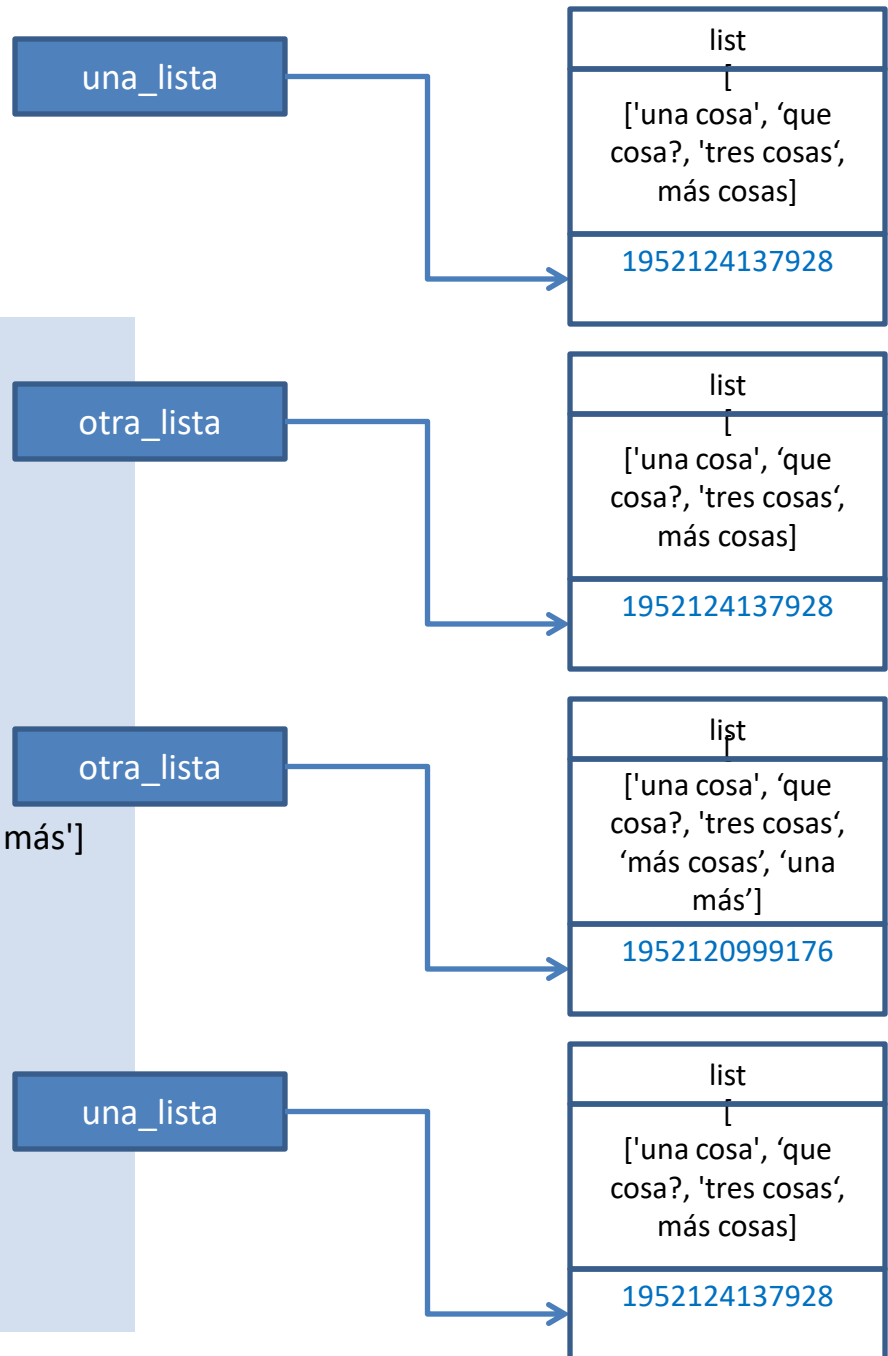 una_lista
list
[
['una cosa', ‘que
cosa?, 'tres cosas‘,
más cosas]
1952124137928
otra_lista
list
[
['una cosa', ‘que
cosa?, 'tres cosas‘,
más cosas]
1952124137928
otra_lista
más']
list
[
['una cosa', ‘que
cosa?, 'tres cosas‘,
‘más cosas’, ‘una
más’]
1952120999176
una_lista
list
[
['una cosa', ‘que
cosa?, 'tres cosas‘,
más cosas]
1952124137928